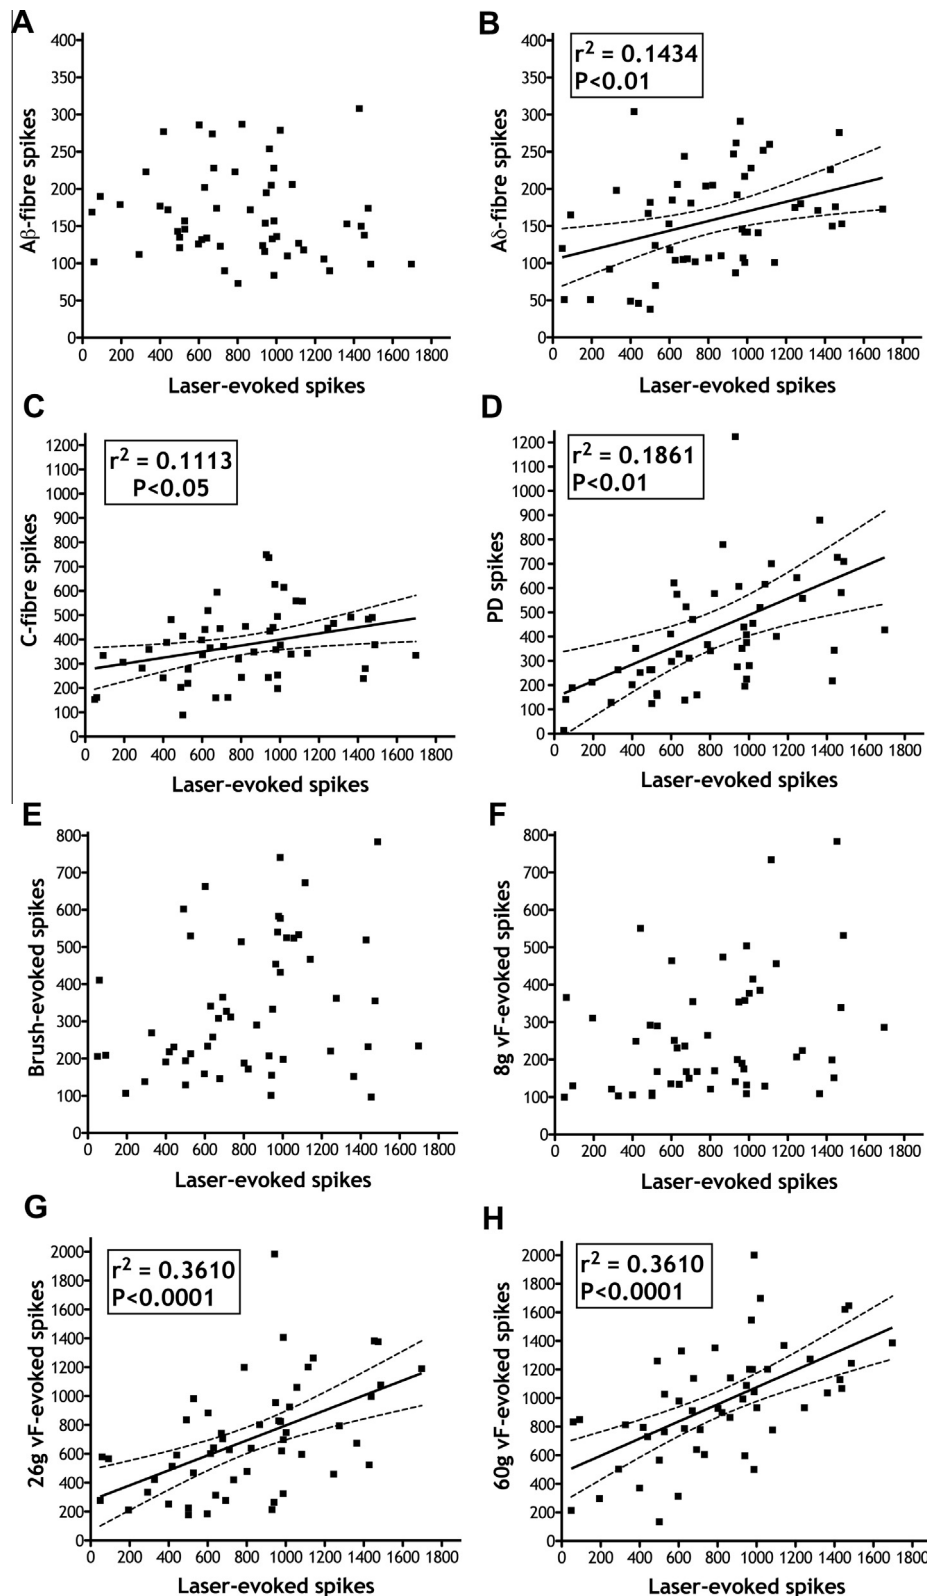 A
400
350
300
250
200
150
100
50
0
Aβ-fibre spikes
0 200 400 600 800 1000 1200 1400 1600 1800
Laser-evoked spikes
B
r² = 0.1434
P<0.01
400
350
300
250
200
150
100
50
0
Aδ-fibre spikes
0 200 400 600 800 1000 1200 1400 1600 1800
Laser-evoked spikes
C
r² = 0.1113
P<0.05
1200
1100
1000
900
800
700
600
500
400
300
200
100
0
C-fibre spikes
0 200 400 600 800 1000 1200 1400 1600 1800
Laser-evoked spikes
D
r² = 0.1861
P<0.01
1200
1100
1000
900
800
700
600
500
400
300
200
100
0
PD spikes
0 200 400 600 800 1000 1200 1400 1600 1800
Laser-evoked spikes
E
800
700
600
500
400
300
200
100
0
Brush-evoked spikes
0 200 400 600 800 1000 1200 1400 1600 1800
Laser-evoked spikes
F
800
700
600
500
400
300
200
100
0
8g vF-evoked spikes
0 200 400 600 800 1000 1200 1400 1600 1800
Laser-evoked spikes
G
r² = 0.3610
P<0.0001
2000
1800
1600
1400
1200
1000
800
600
400
200
0
26g vF-evoked spikes
0 200 400 600 800 1000 1200 1400 1600 1800
Laser-evoked spikes
H
r² = 0.3610
P<0.0001
2000
1800
1600
1400
1200
1000
800
600
400
200
0
60g vF-evoked spikes
0 200 400 600 800 1000 1200 1400 1600 1800
Laser-evoked spikes